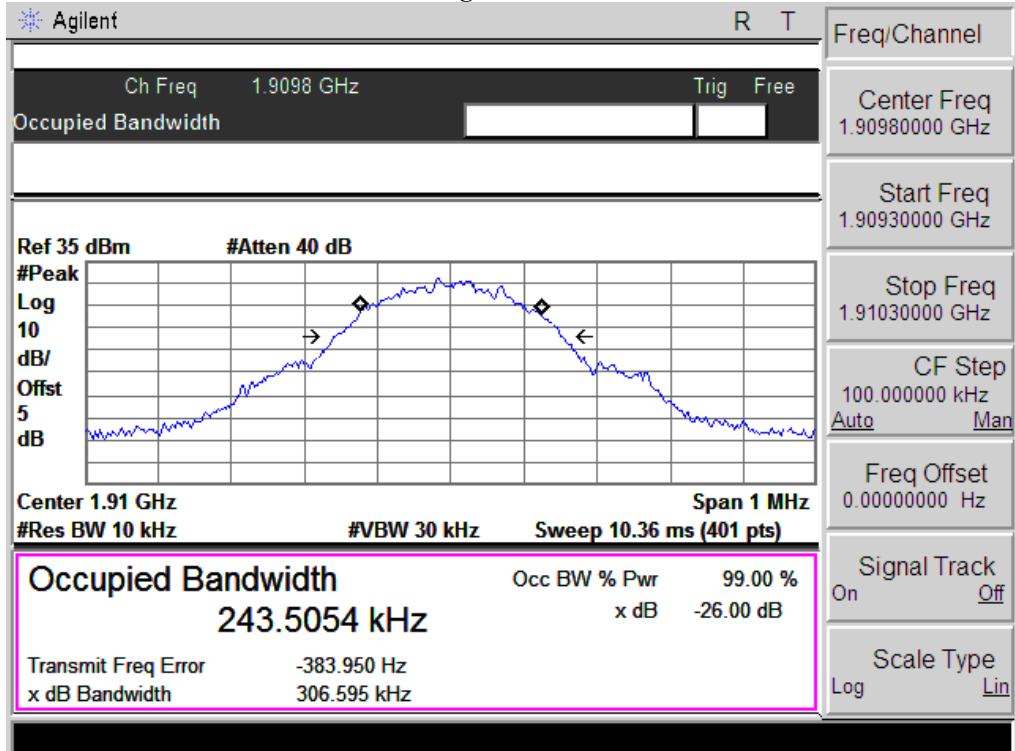 Agilent R T
Freq/Channel
Ch Freq 1.9098 GHz Trig Free
Occupied Bandwidth
Center Freq
1.90980000 GHz
Start Freq
1.90930000 GHz
Stop Freq
1.91030000 GHz
CF Step
100.000000 kHz
Auto Man
Freq Offset
0.00000000 Hz
Signal Track
On Off
Scale Type
Log Lin
Ref 35 dBm #Atten 40 dB
#Peak
Log
10
dB/
Offst
5
dB
Center 1.91 GHz Span 1 MHz
#Res BW 10 kHz #VBW 30 kHz Sweep 10.36 ms (401 pts)
Occupied Bandwidth Occ BW % Pwr 99.00 %
243.5054 kHz x dB -26.00 dB
Transmit Freq Error -383.950 Hz
x dB Bandwidth 306.595 kHz